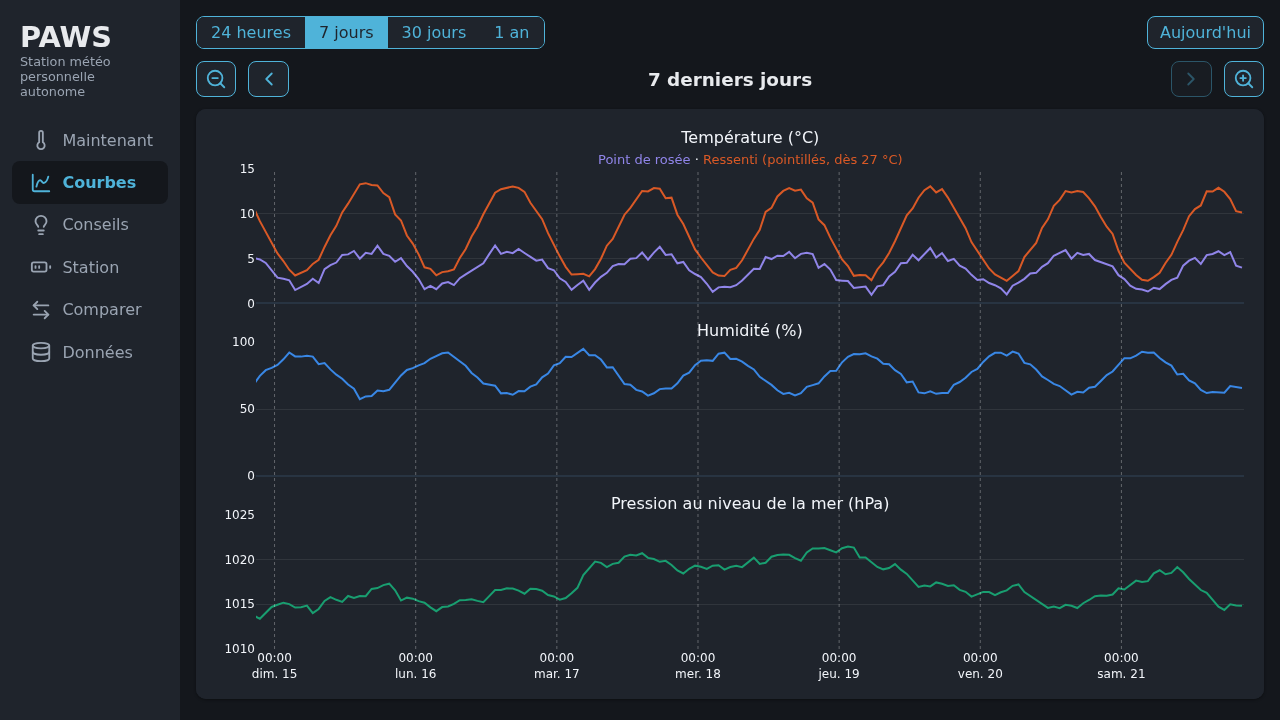 PAWS
Station météo
personnelle
autonome
Maintenant
Courbes
Conseils
Station
Comparer
Données
24 heures
7 jours
30 jours
1 an
Aujourd'hui
7 derniers jours
Température (°C)
Point de rosée · Ressenti (pointillés, dès 27 °C)
15
10
5
0
Humidité (%)
100
50
0
Pression au niveau de la mer (hPa)
1025
1020
1015
1010
00:00 00:00 00:00 00:00 00:00 00:00 00:00
dim. 15 lun. 16 mar. 17 mer. 18 jeu. 19 ven. 20 sam. 21